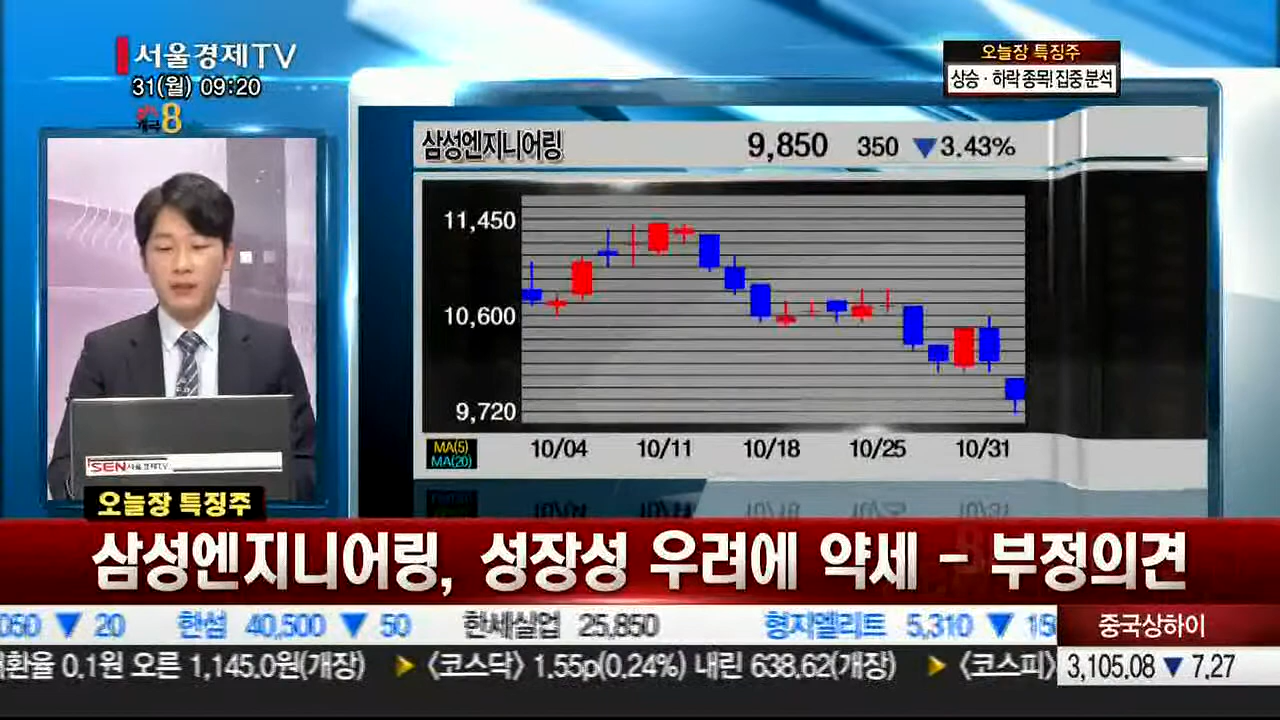 서울경제TV
31(월) 09:20
개국 8
오늘장 특징주
상승·하락 종목! 집중 분석
삼성엔지니어링 9,850 350 ▼3.43%
11,450
10,600
9,720
MA(5)
MA(20)
10/04 10/11 10/18 10/25 10/31
SEN 서울경제TV
오늘장 특징주
삼성엔지니어링, 성장성 우려에 약세 - 부정의견
050 ▼ 20 한섬 40,500 ▼ 50 한세실업 25,850 형지엘리트 5,310 ▼ 15
중국상하이
환율 0.1원 오른 1,145.0원(개장) ▶ 〈코스닥〉 1.55p(0.24%) 내린 638.62(개장) ▶ 〈코스피〉
3,105.08 ▼ 7.27